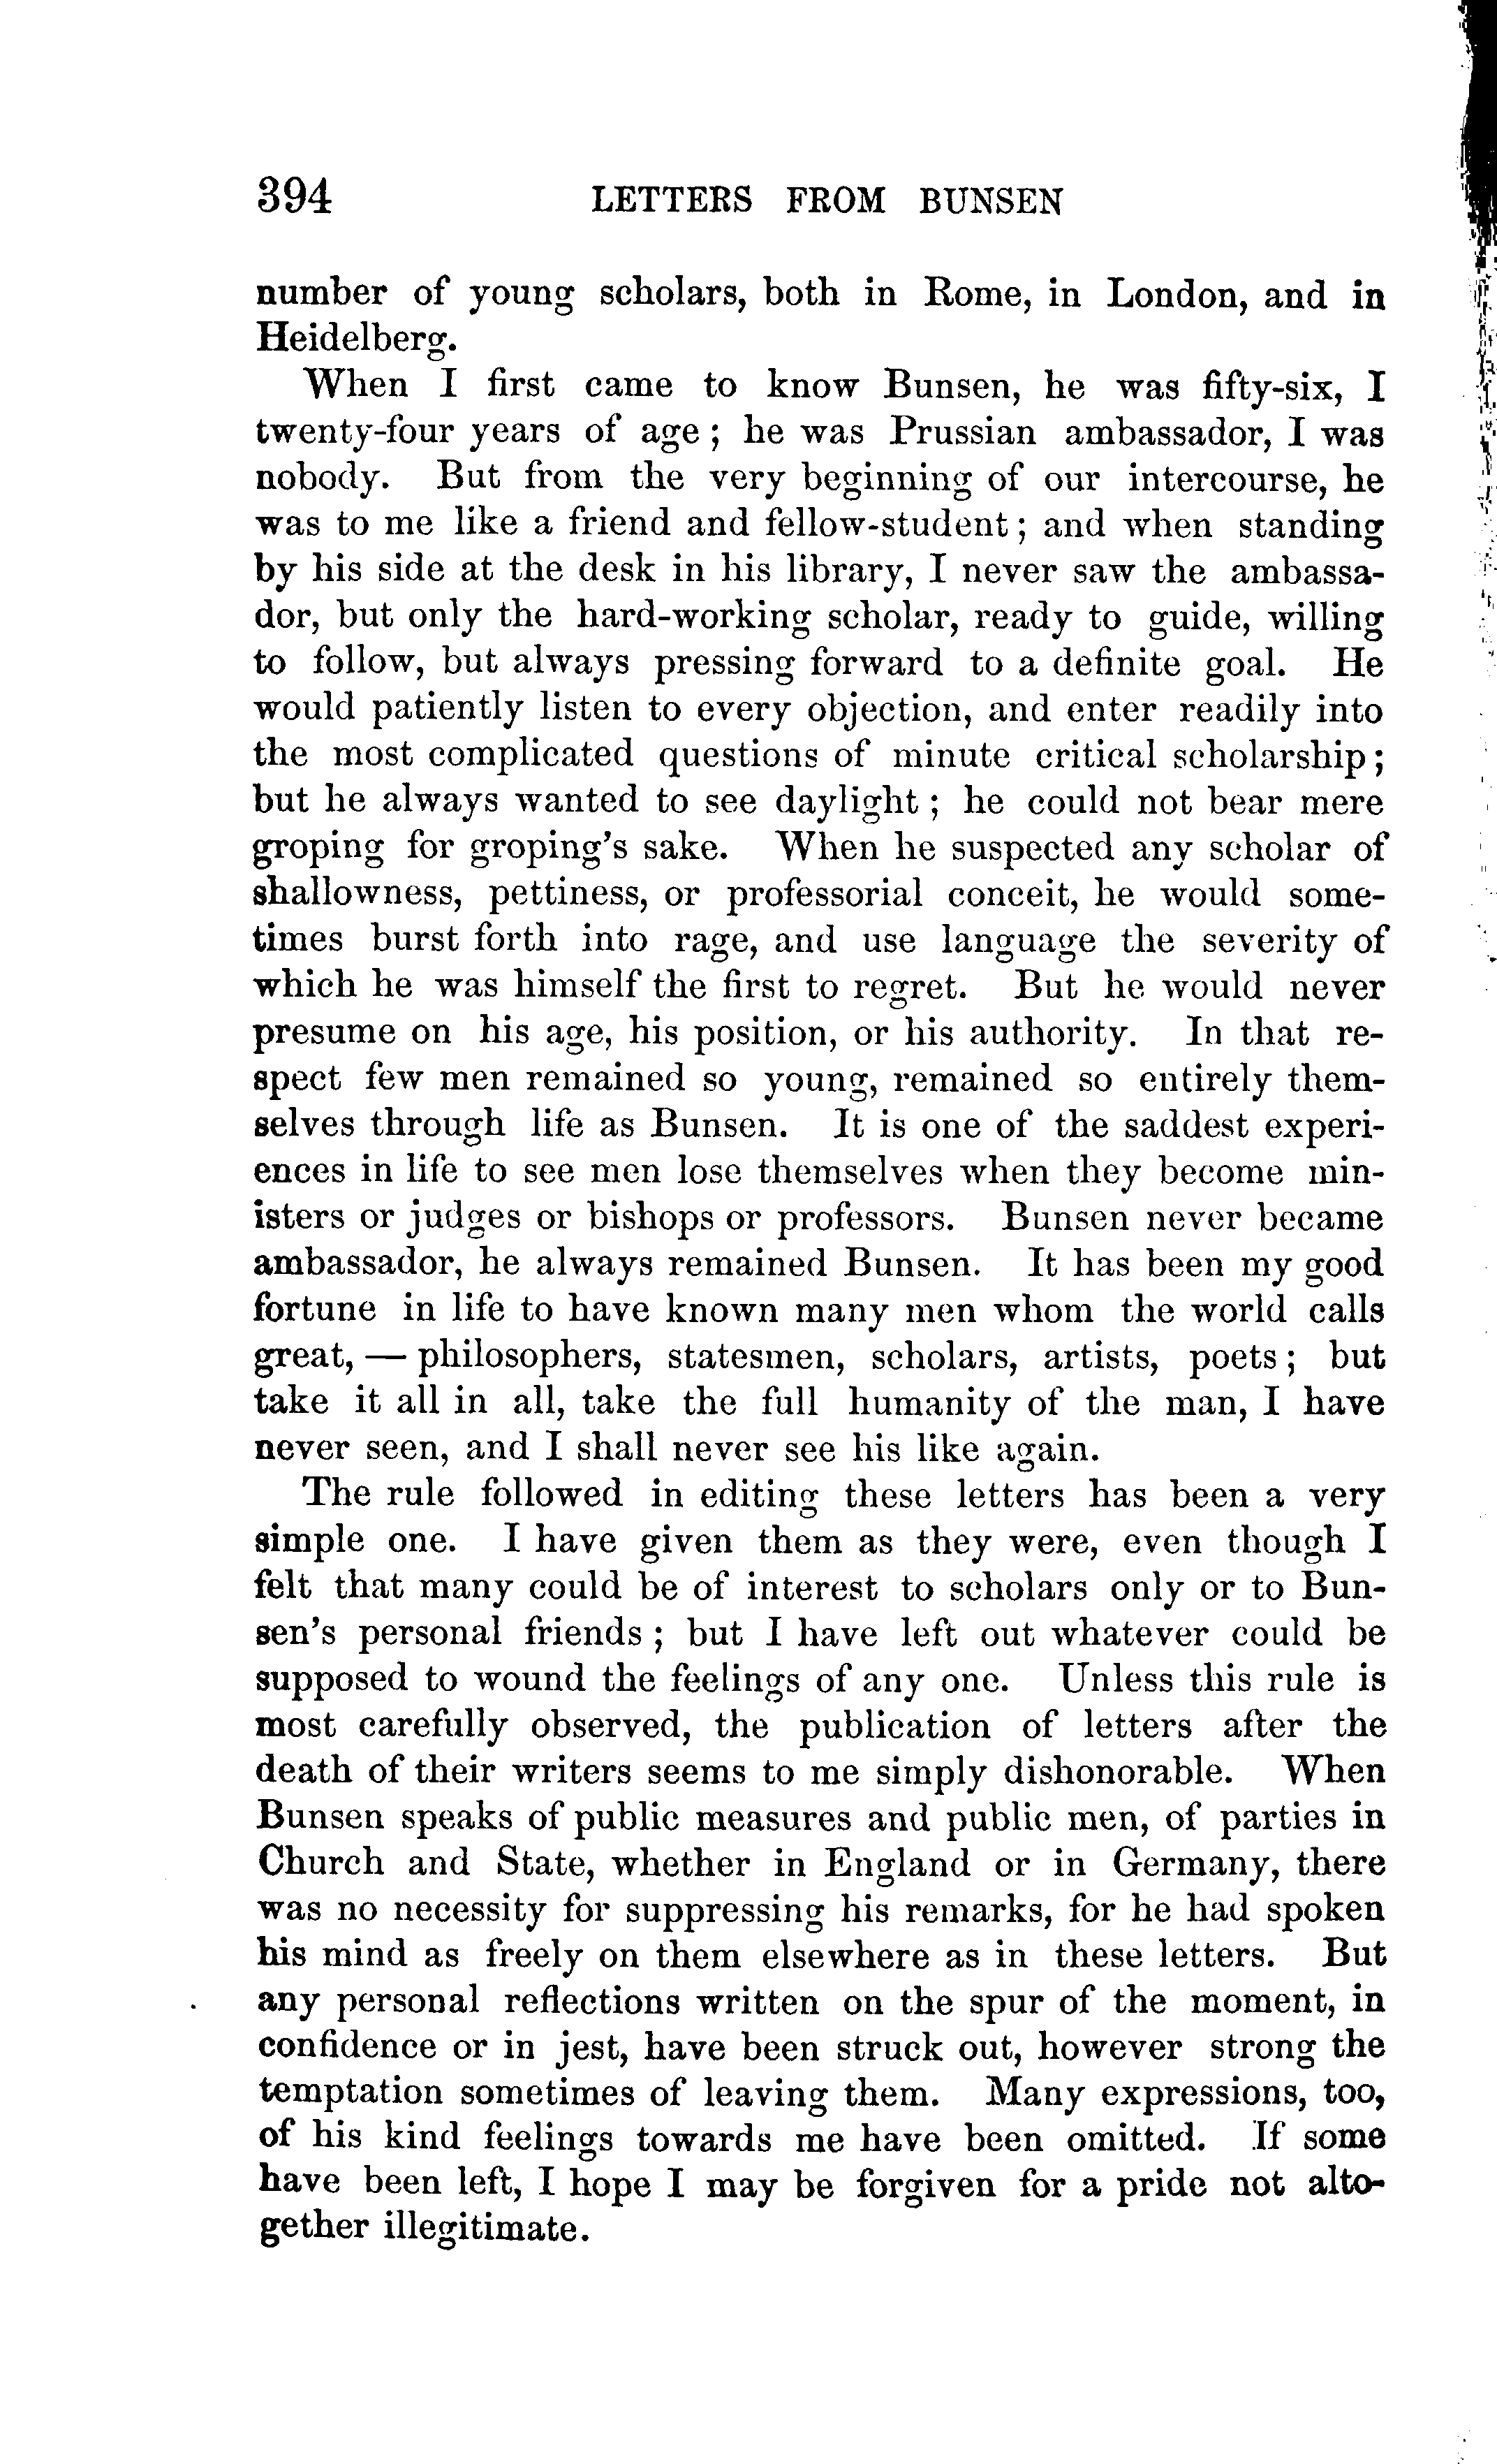 394 LETTERS FROM BUNSEN
number of young scholars, both in Rome, in London, and in
Heidelberg.
When I first came to know Bunsen, he was fifty-six, I
twenty-four years of age; he was Prussian ambassador, I was
nobody. But from the very beginning of our intercourse, he
was to me like a friend and fellow-student; and when standing
by his side at the desk in his library, I never saw the ambassa-
dor, but only the hard-working scholar, ready to guide, willing
to follow, but always pressing forward to a definite goal. He
would patiently listen to every objection, and enter readily into
the most complicated questions of minute critical scholarship;
but he always wanted to see daylight; he could not bear mere
groping for groping's sake. When he suspected any scholar of
shallowness, pettiness, or professorial conceit, he would some-
times burst forth into rage, and use language the severity of
which he was himself the first to regret. But he would never
presume on his age, his position, or his authority. In that re-
spect few men remained so young, remained so entirely them-
selves through life as Bunsen. It is one of the saddest experi-
ences in life to see men lose themselves when they become min-
isters or judges or bishops or professors. Bunsen never became
ambassador, he always remained Bunsen. It has been my good
fortune in life to have known many men whom the world calls
great, — philosophers, statesmen, scholars, artists, poets; but
take it all in all, take the full humanity of the man, I have
never seen, and I shall never see his like again.
The rule followed in editing these letters has been a very
simple one. I have given them as they were, even though I
felt that many could be of interest to scholars only or to Bun-
sen's personal friends; but I have left out whatever could be
supposed to wound the feelings of any one. Unless this rule is
most carefully observed, the publication of letters after the
death of their writers seems to me simply dishonorable. When
Bunsen speaks of public measures and public men, of parties in
Church and State, whether in England or in Germany, there
was no necessity for suppressing his remarks, for he had spoken
his mind as freely on them elsewhere as in these letters. But
any personal reflections written on the spur of the moment, in
confidence or in jest, have been struck out, however strong the
temptation sometimes of leaving them. Many expressions, too,
of his kind feelings towards me have been omitted. If some
have been left, I hope I may be forgiven for a pride not alto-
gether illegitimate.